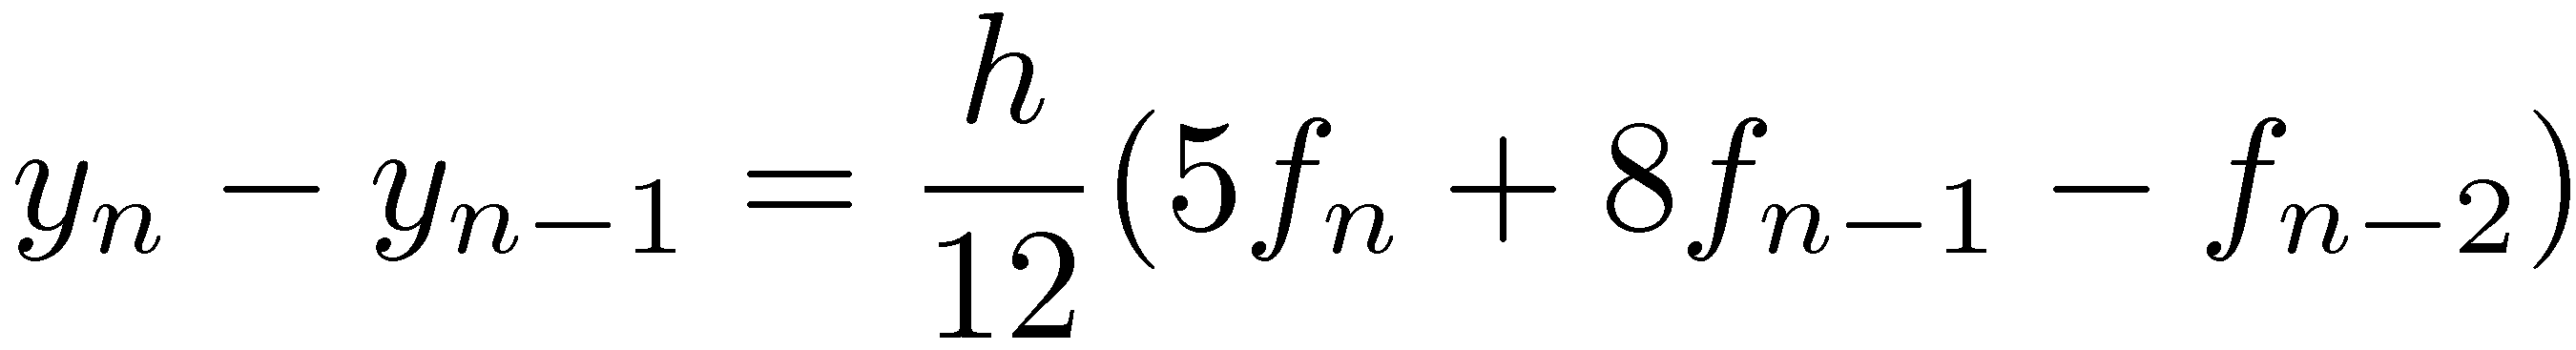 $y_n - y_{n-1} = \frac{h}{12}(5f_n + 8f_{n-1} - f_{n-2})$